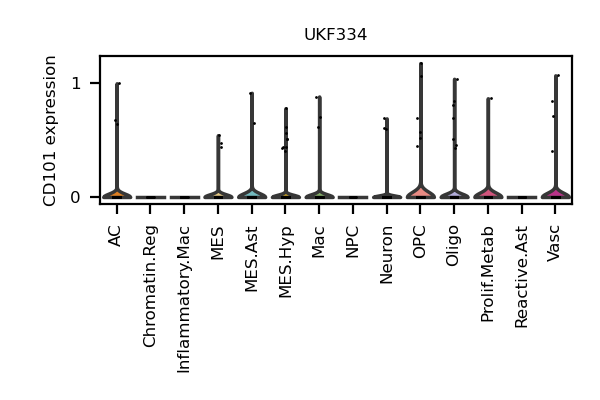 UKF334
CD101 expression
1
0
AC
Chromatin.Reg
Inflammatory.Mac
MES
MES.Ast
MES.Hyp
Mac
NPC
Neuron
OPC
Oligo
Prolif.Metab
Reactive.Ast
Vasc